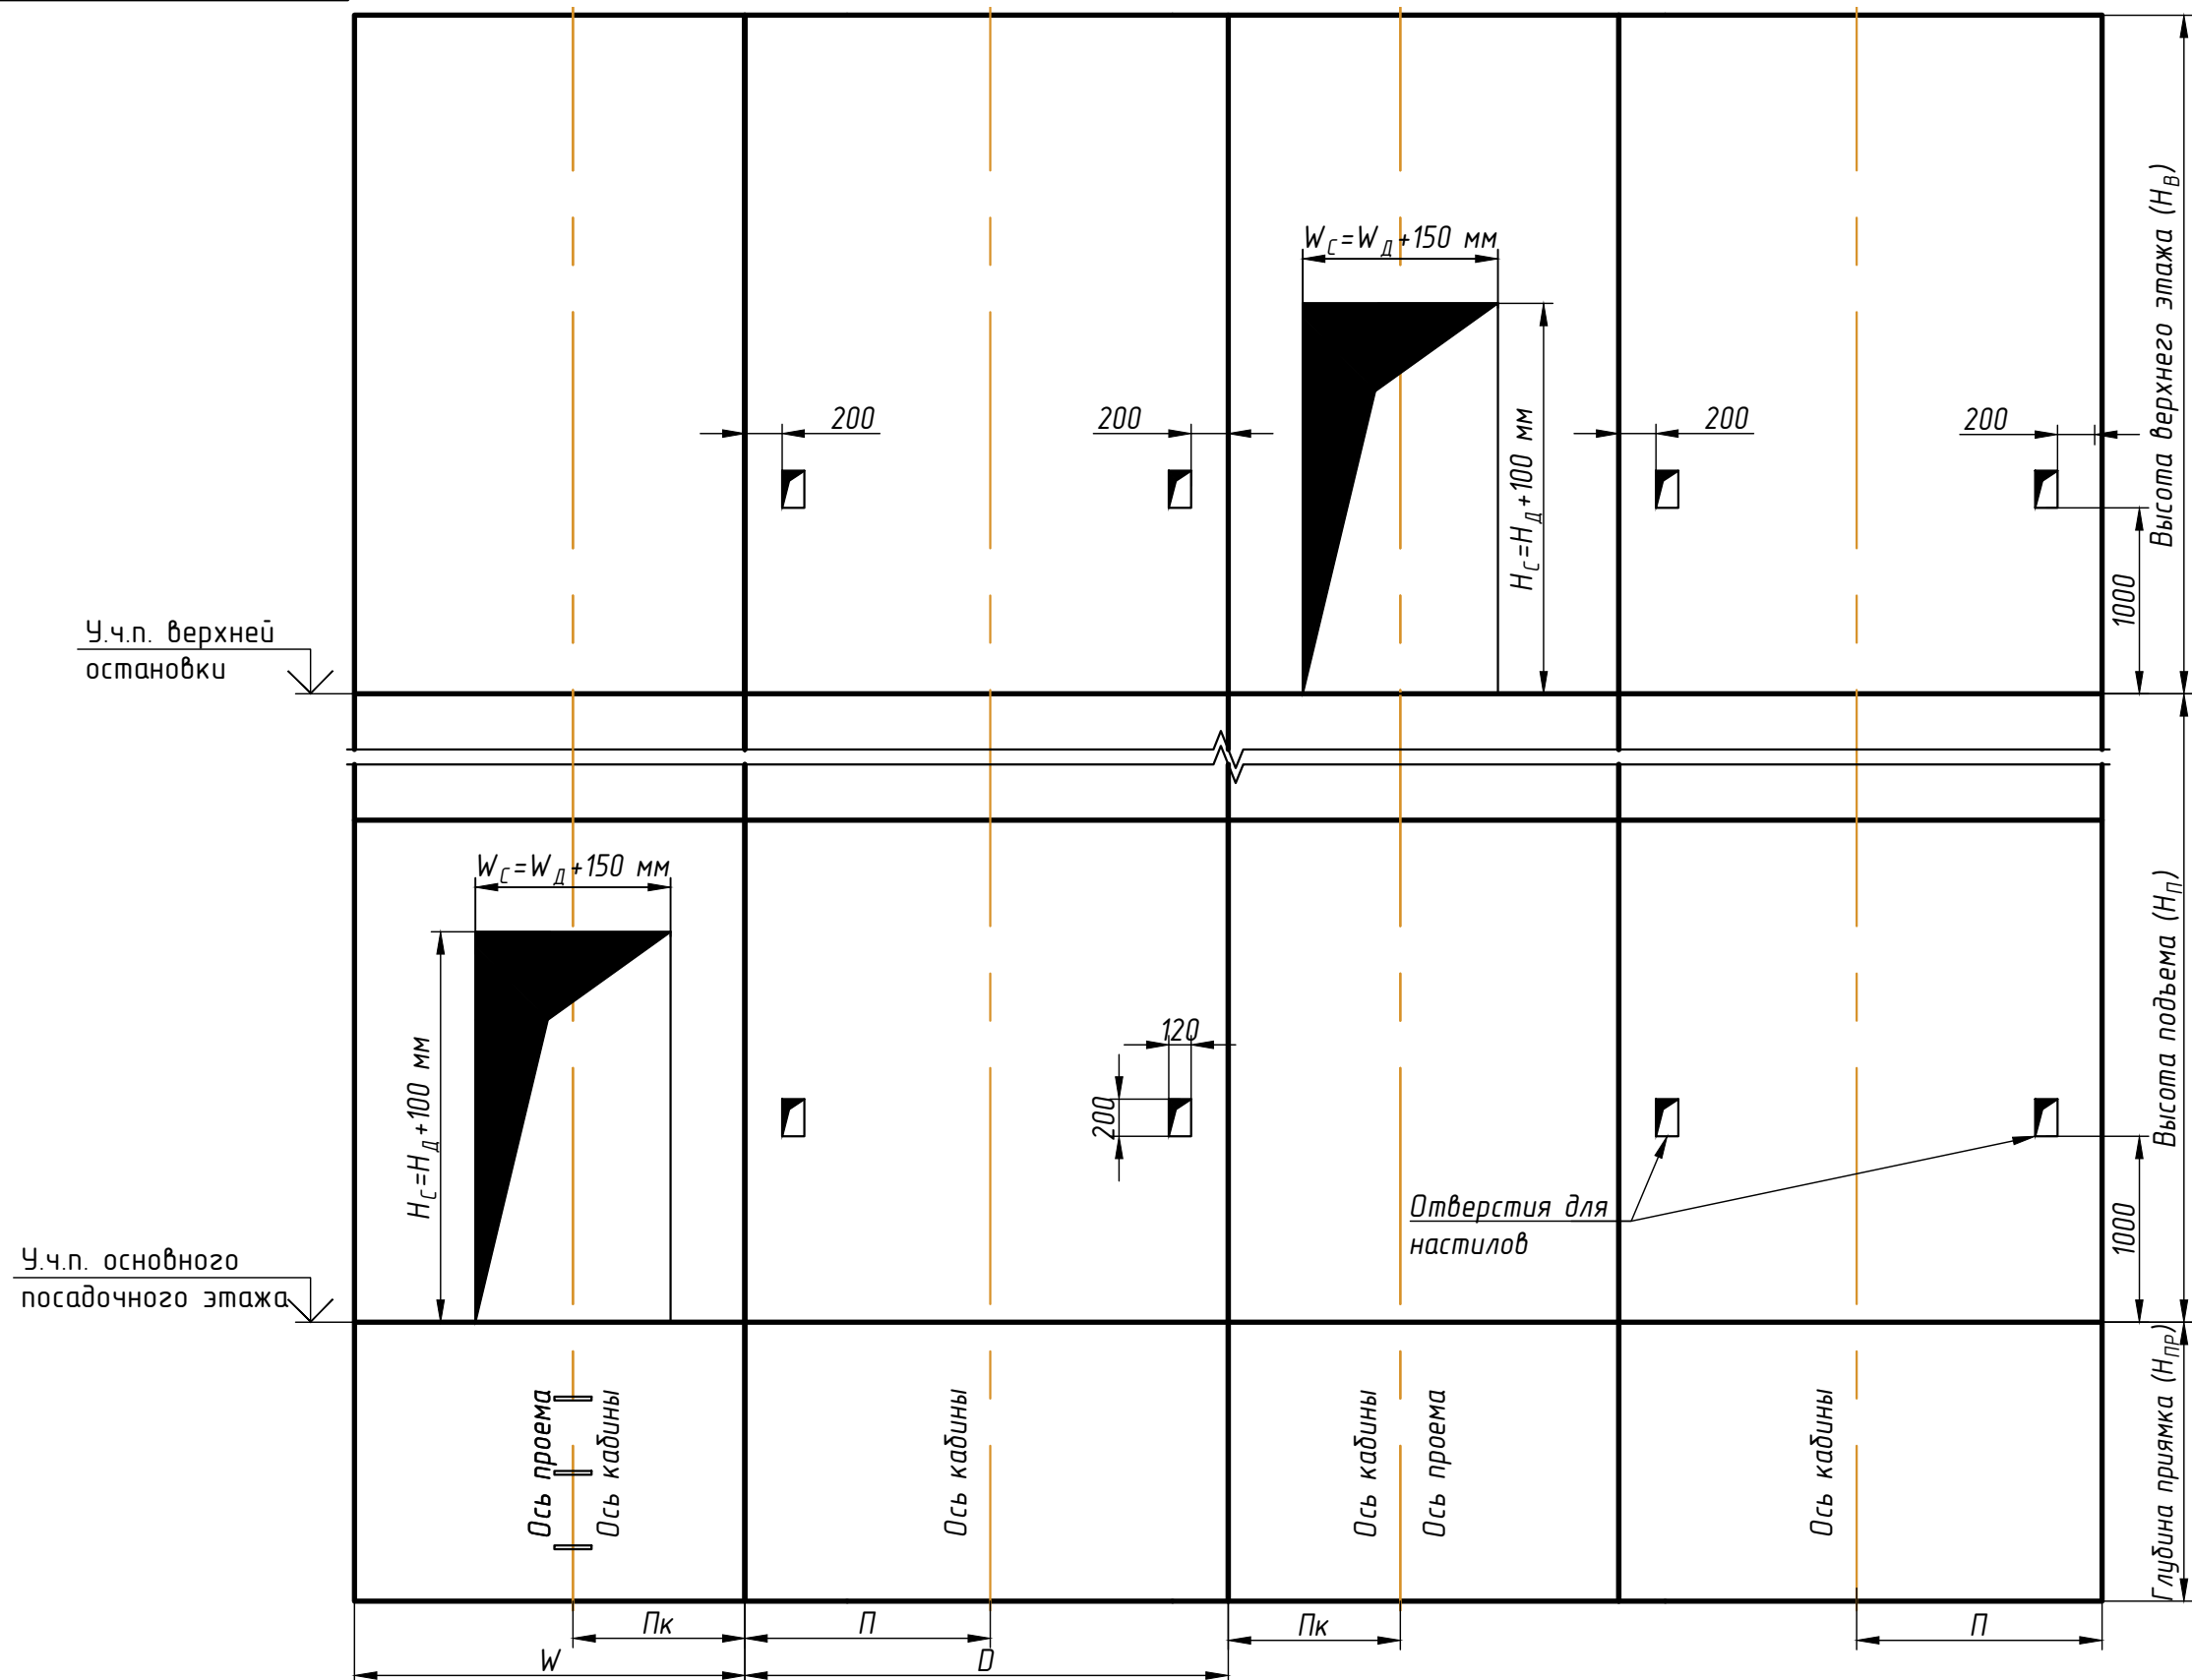 Высота верхнего этажа (HВ)
WС=WД+150 мм
200
200
200
200
HС=HД+100 мм
1000
У.ч.п. верхней
остановки
WС=WД+150 мм
Высота подъема (HП)
HС=HД+100 мм
120
200
Отверстия для
настилов
1000
У.ч.п. основного
посадочного этажа
Глубина приямка (HПР)
Ось проема
Ось кабины
Ось кабины
Ось кабины
Ось проема
Ось кабины
Пк
П
Пк
П
W
D